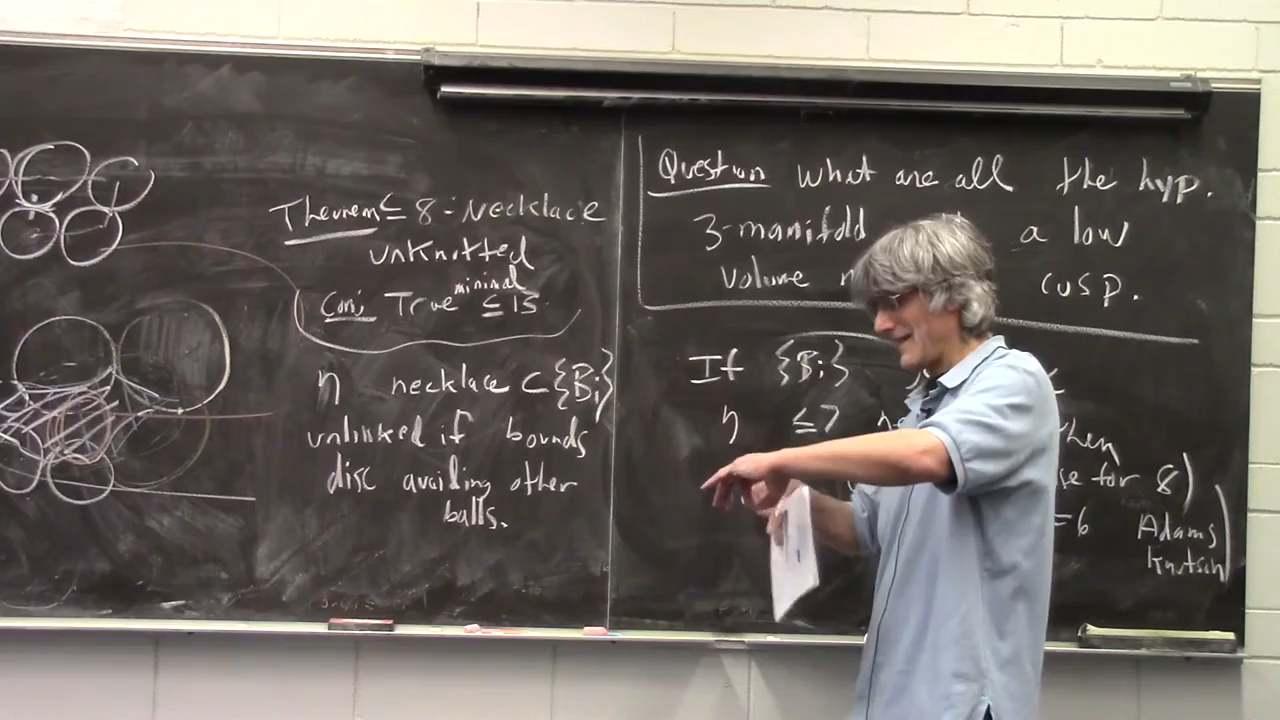 Theorem ≤ 8-Necklace
unknotted
Conj True minimal ≤ 15
η necklace ⊂ {Bi}
unlinked if bounds
disc avoiding other
balls.
Question What are all the hyp.
3-manifold a low
Volume cusp.
If {Bi}
η ≤7 then
se for 8)
=6 Adams
Knutson)